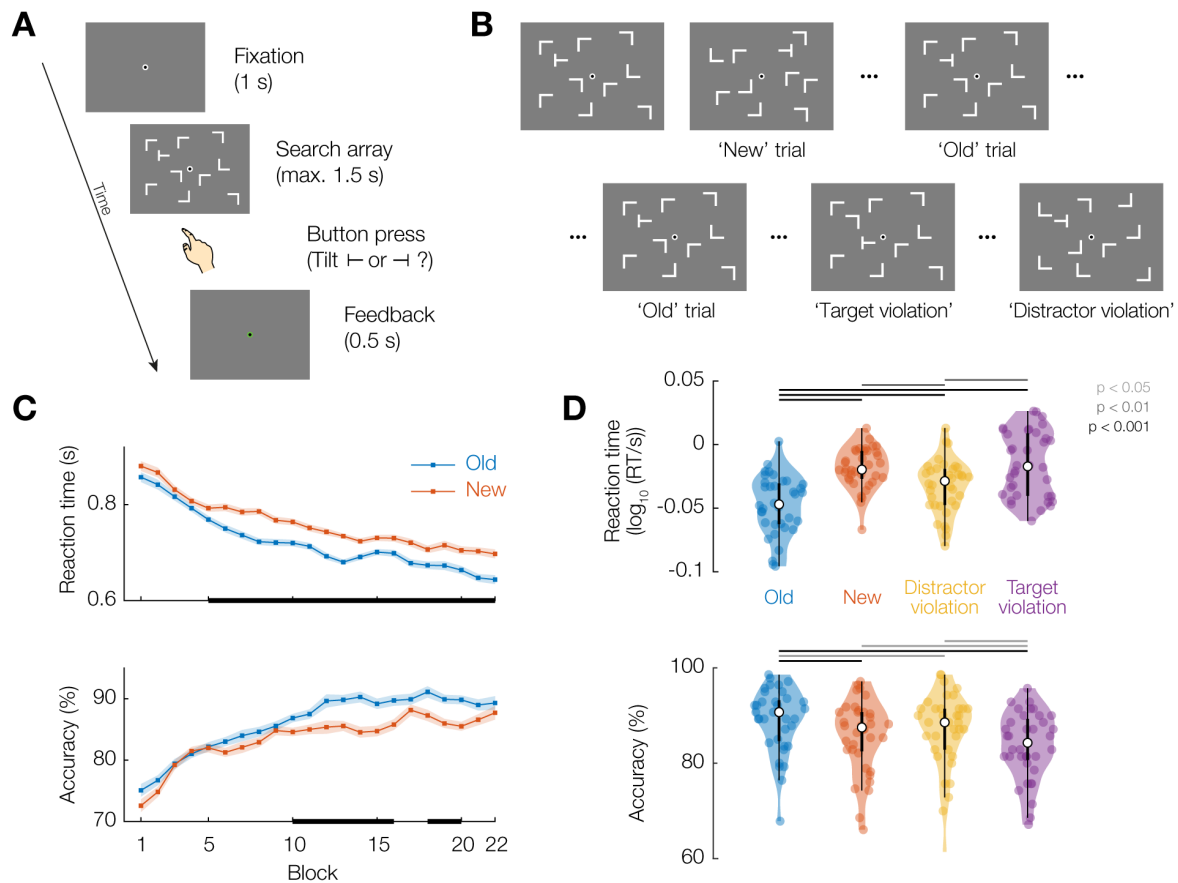 A
Fixation
(1 s)
Search array
(max. 1.5 s)
Time
Button press
(Tilt ⊢ or ⊣ ?)
Feedback
(0.5 s)
B
...
...
'New' trial
'Old' trial
...
...
...
'Old' trial
'Target violation'
'Distractor violation'
C
Reaction time (s)
0.8
0.6
Old
New
1
5
10
15
20
22
Accuracy (%)
90
80
70
Block
D
Reaction time
(log10 (RT/s))
0.05
0
-0.05
-0.1
p < 0.05
p < 0.01
p < 0.001
Old
New
Distractor
violation
Target
violation
Accuracy (%)
100
80
60